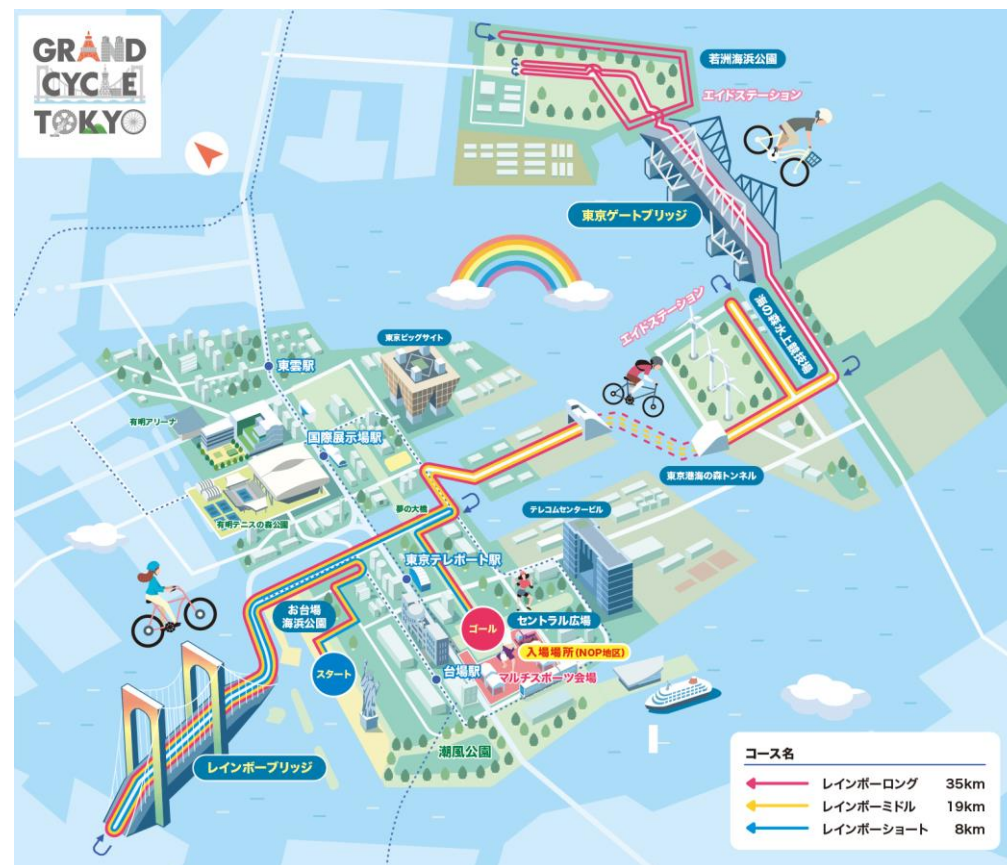 GRAND
CYCLE
TOKYO
若洲海浜公園
エイドステーション
東京ゲートブリッジ
エイドステーション
海の森水上競技場
東京ビッグサイト
東雲駅
有明アリーナ
国際展示場駅
東京港海の森トンネル
夢の大橋
テレコムセンタービル
有明テニスの森公園
東京テレポート駅
お台場
海浜公園
ゴール
セントラル広場
入場場所(NOP地区)
スタート
台場駅
マルチスポーツ会場
潮風公園
レインボーブリッジ
コース名
レインボーロング 35km
レインボーミドル 19km
レインボーショート 8km